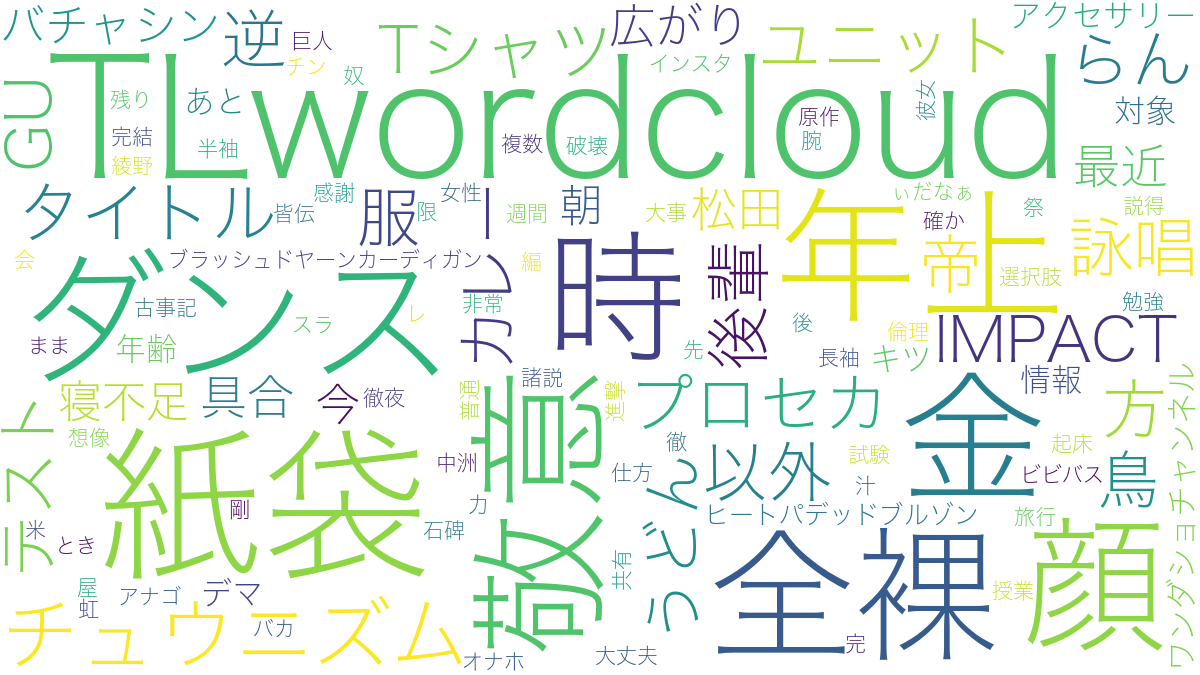 バチャシン
逆
巨人
チン
奴
Tシャツ
広がり
インスタ
ユニット
アクセサリー
らん
対象
GU
TLwordcloud
残り
あと
完結
綾野
半袖
複数
破壊
原作
腕
彼女
最近
タイトル
感謝
皆伝
服
女性
限
週間
朝
大事
松田
年上
ぃだなぁ
確か
帝
祭
説得
詠唱
選択肢
勉強
会
ブラッシュドヤーンカーディガン
編
古事記
スラ
レ
非常
カレー
時
後輩
後
倫理
IMPACT
まま
年齢
ダンス
先
長袖
キツ
情報
寝不足
具合
今
徹夜
普通
諸説
進撃
プロセカ
金
方
ワンダショチャンネル
テスト
想像
紙袋
中洲
敬意
徹
仕方
うどん
以外
試験
汁
起床
ビビバス
鳥
米
とき
剛
力
石碑
ヒートパデッドブルゾン
旅行
屋
虹
アナゴ
デマ
共有
全裸
授業
顔
チュウニズム
バカ
オナホ
大丈夫
完